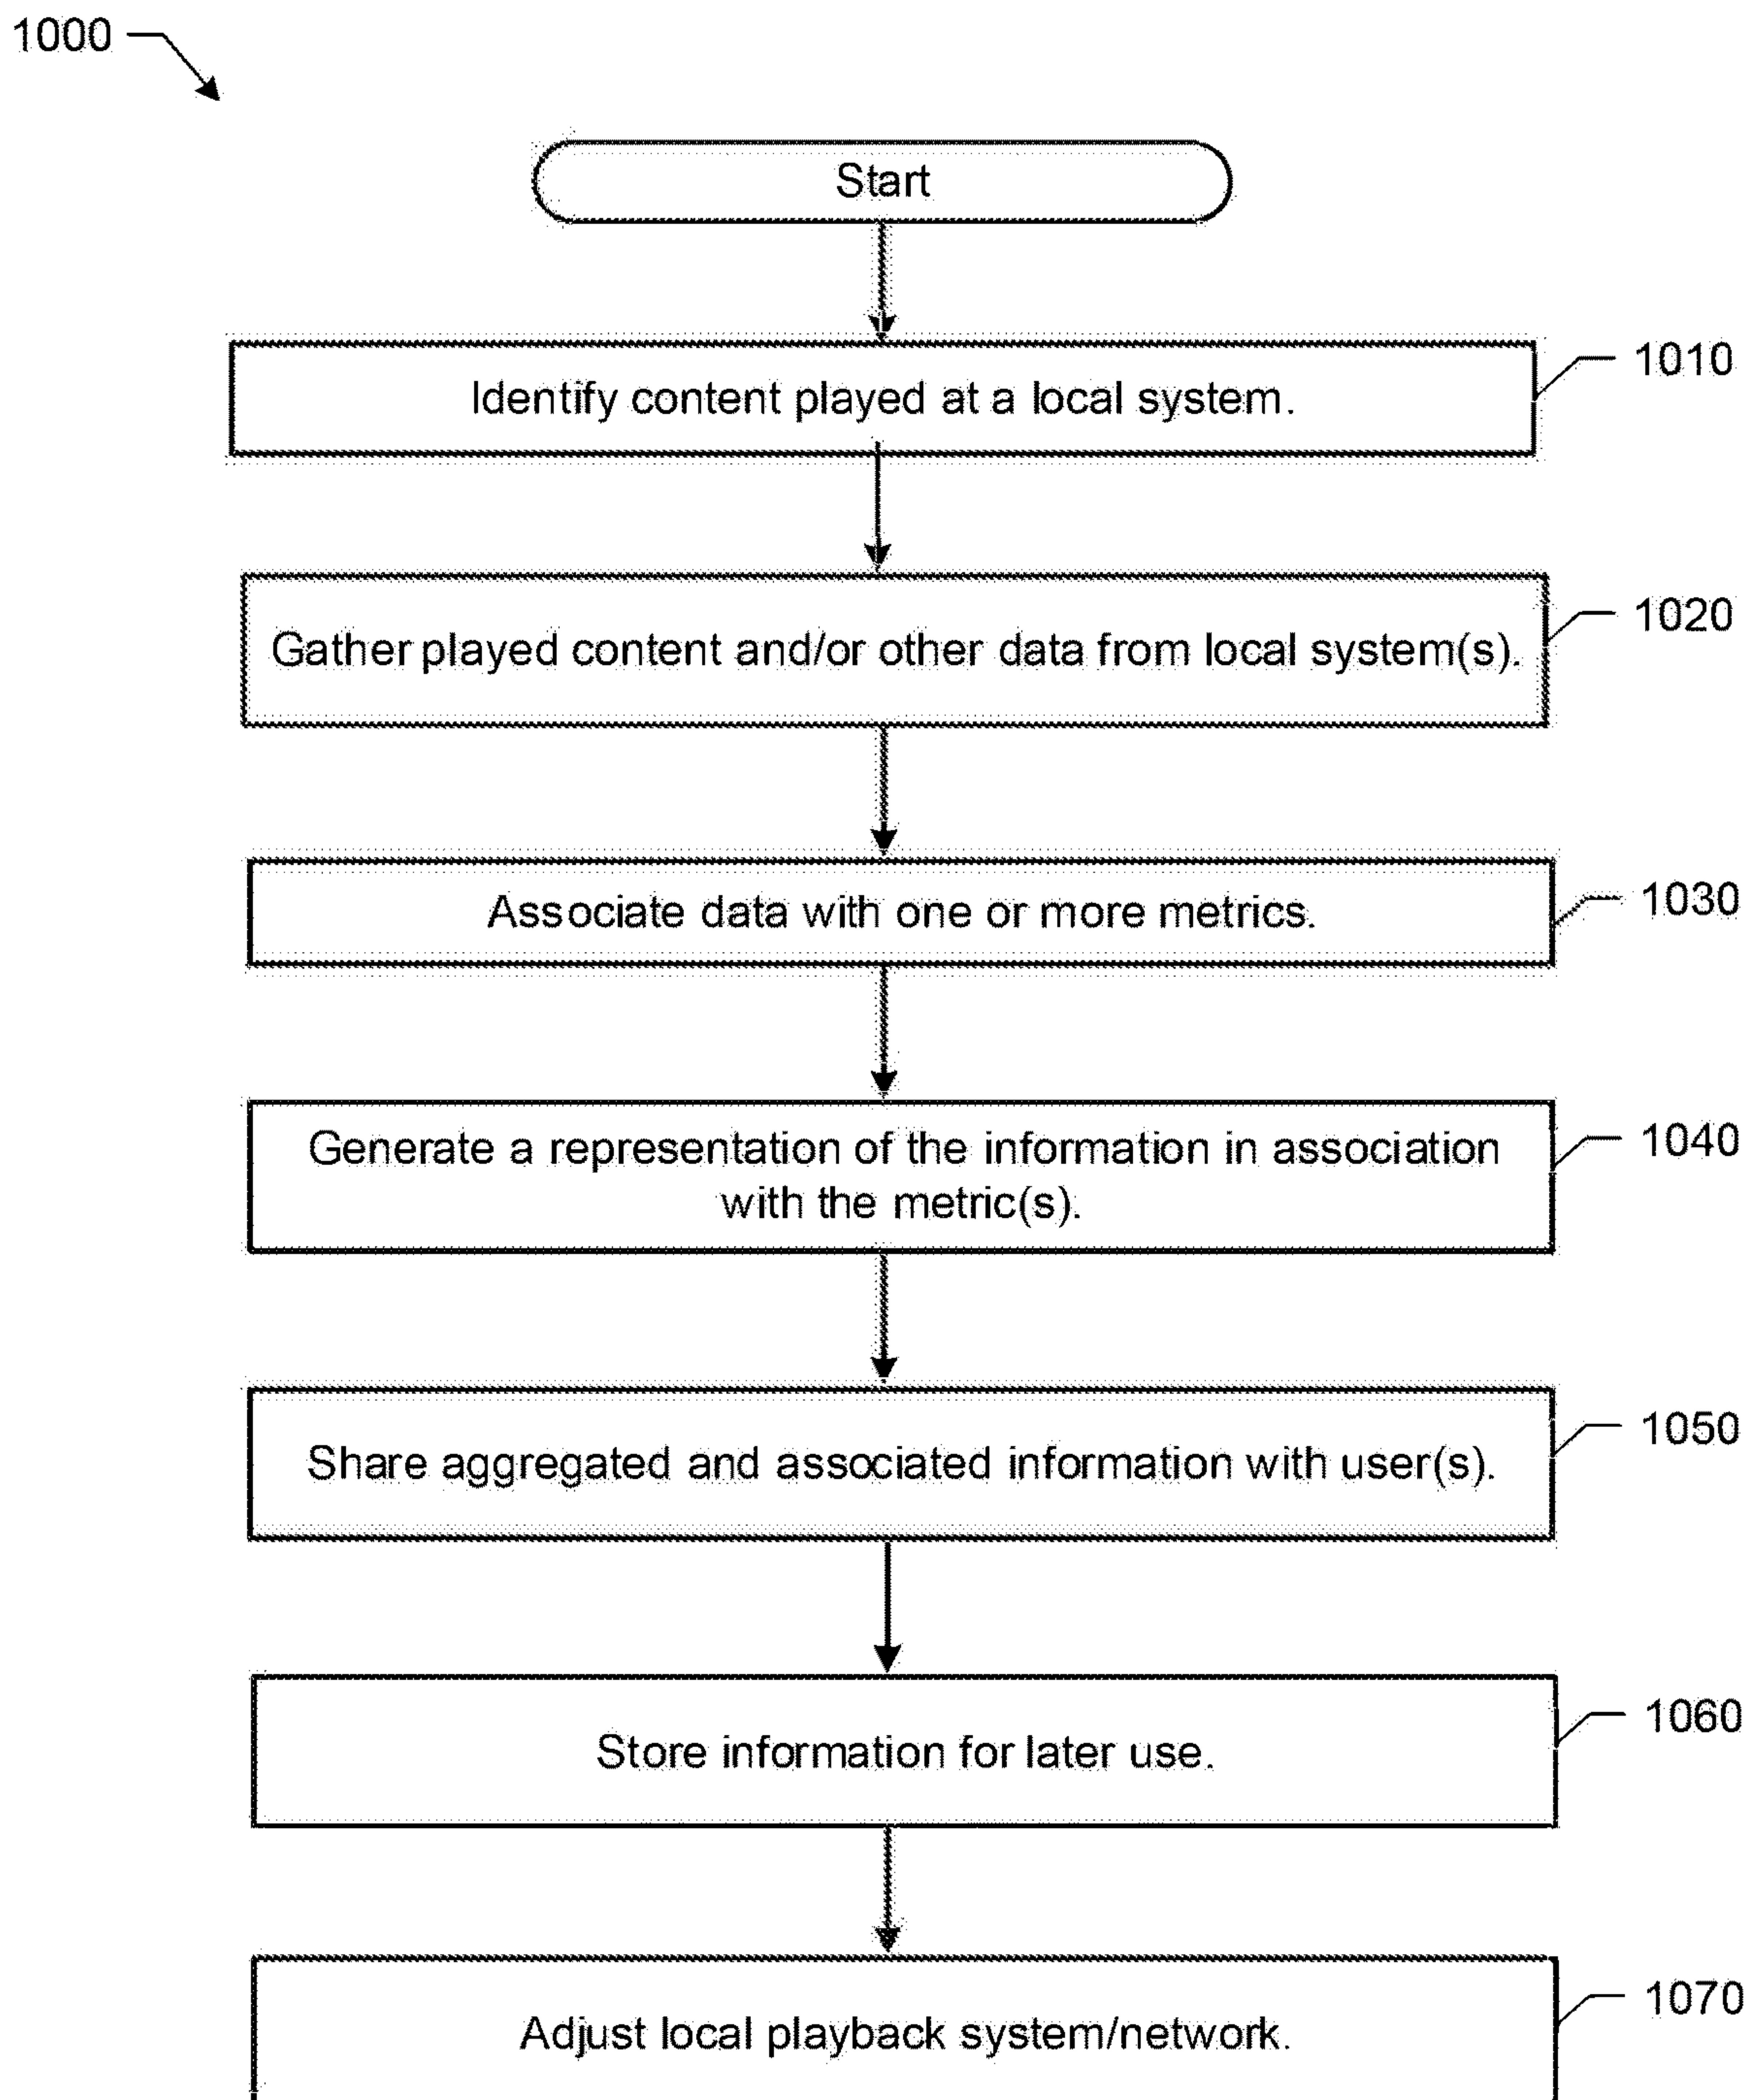 1000
Start
Identify content played at a local system.
1010
Gather played content and/or other data from local system(s).
1020
Associate data with one or more metrics.
1030
Generate a representation of the information in association
with the metric(s).
1040
Share aggregated and associated information with user(s).
1050
Store information for later use.
1060
Adjust local playback system/network.
1070